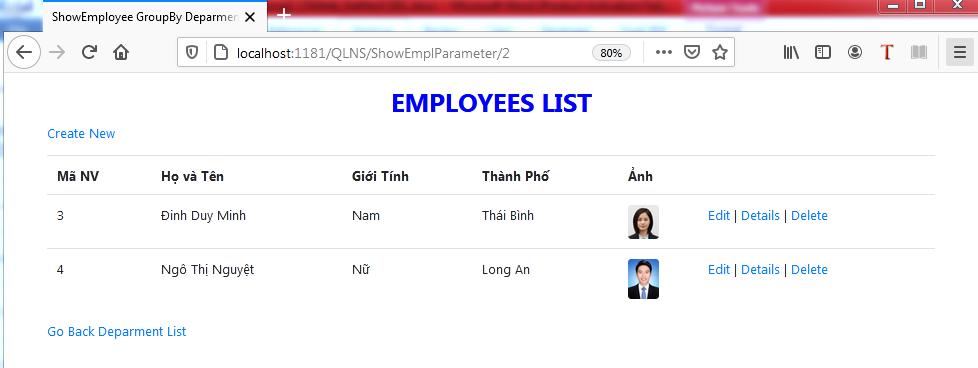 ShowEmployee GroupBy Deparmen
localhost:1181/QLNS/ShowEmplParameter/2
80%
EMPLOYEES LIST
Create New
Mã NV Họ và Tên Giới Tính Thành Phố Ảnh
3 Đinh Duy Minh Nam Thái Bình Edit | Details | Delete
4 Ngô Thị Nguyệt Nữ Long An Edit | Details | Delete
Go Back Deparment List